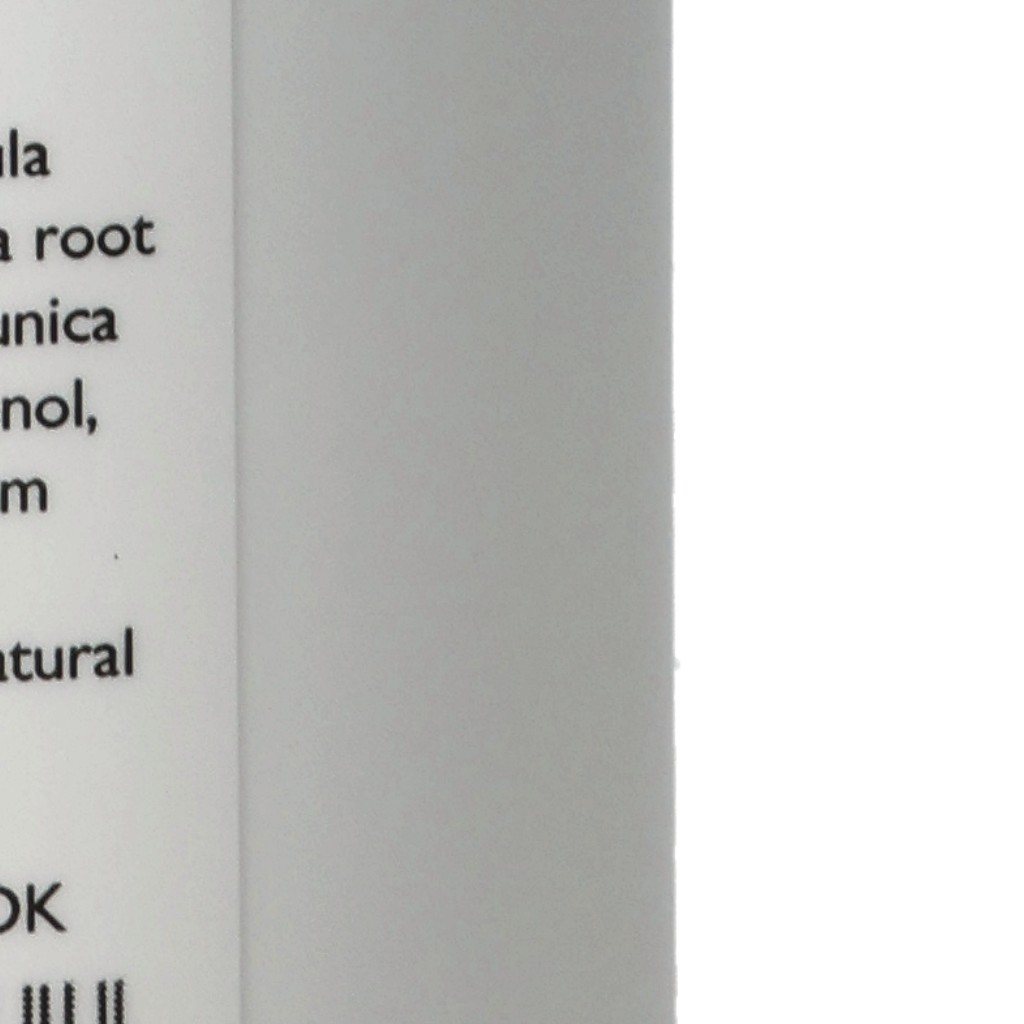 ula
a root
unica
nol,
m
atural
OK